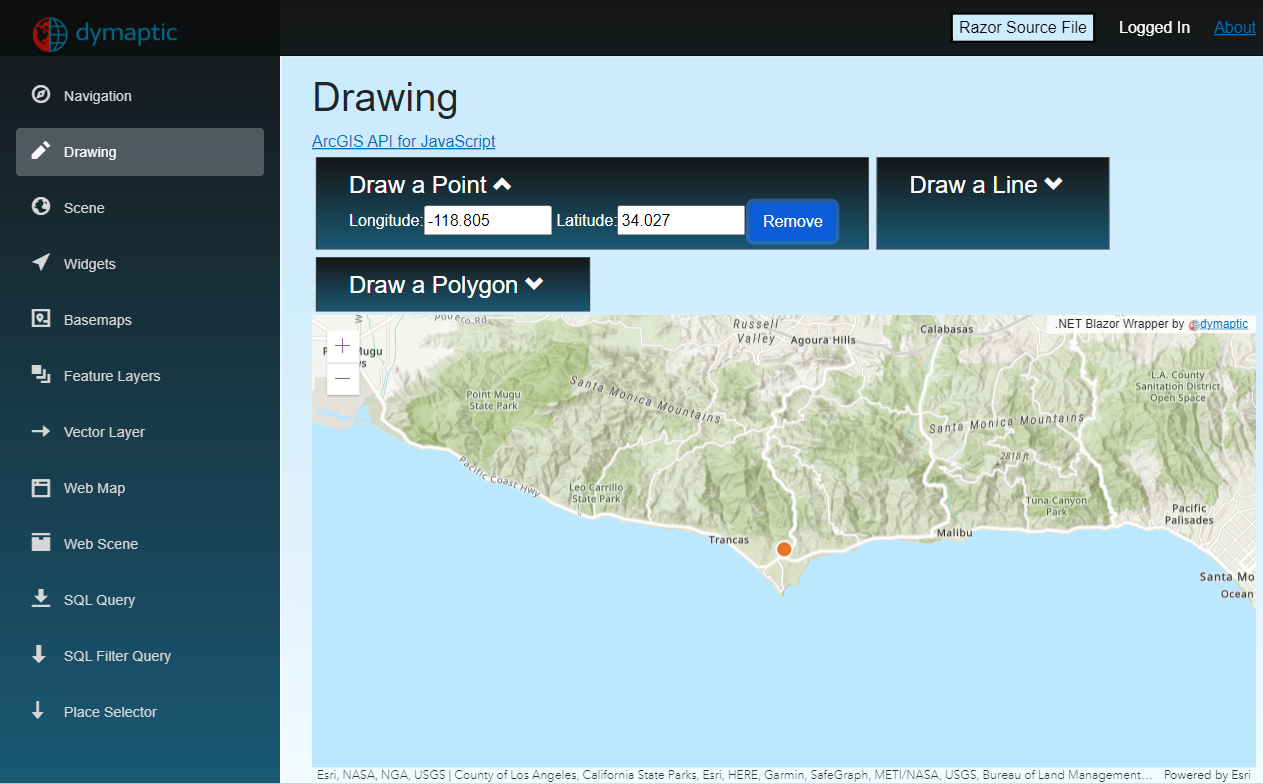 dymaptic
Razor Source File
Logged In
About
Navigation
Drawing
Scene
Widgets
Basemaps
Feature Layers
Vector Layer
Web Map
Web Scene
SQL Query
SQL Filter Query
Place Selector
Drawing
ArcGIS API for JavaScript
Draw a Point
Longitude: -118.805 Latitude: 34.027 Remove
Draw a Line
Draw a Polygon
.NET Blazor Wrapper by dymaptic
Russell
Valley
Agoura Hills
Calabasas
Mugu
Point Mugu
State Park
Santa Monica Mountains
L.A. County
Sanitation District
Open Space
Santa Monica Mountains
2818 ft
Pacific Coast Hwy
Leo Carrillo
State Park
Tuna Canyon
Park
Pacific
Palisades
Trancas
Malibu
Santa Mo
Ocean
Esri, NASA, NGA, USGS | County of Los Angeles, California State Parks, Esri, HERE, Garmin, SafeGraph, METI/NASA, USGS, Bureau of Land Management...
Powered by Esri